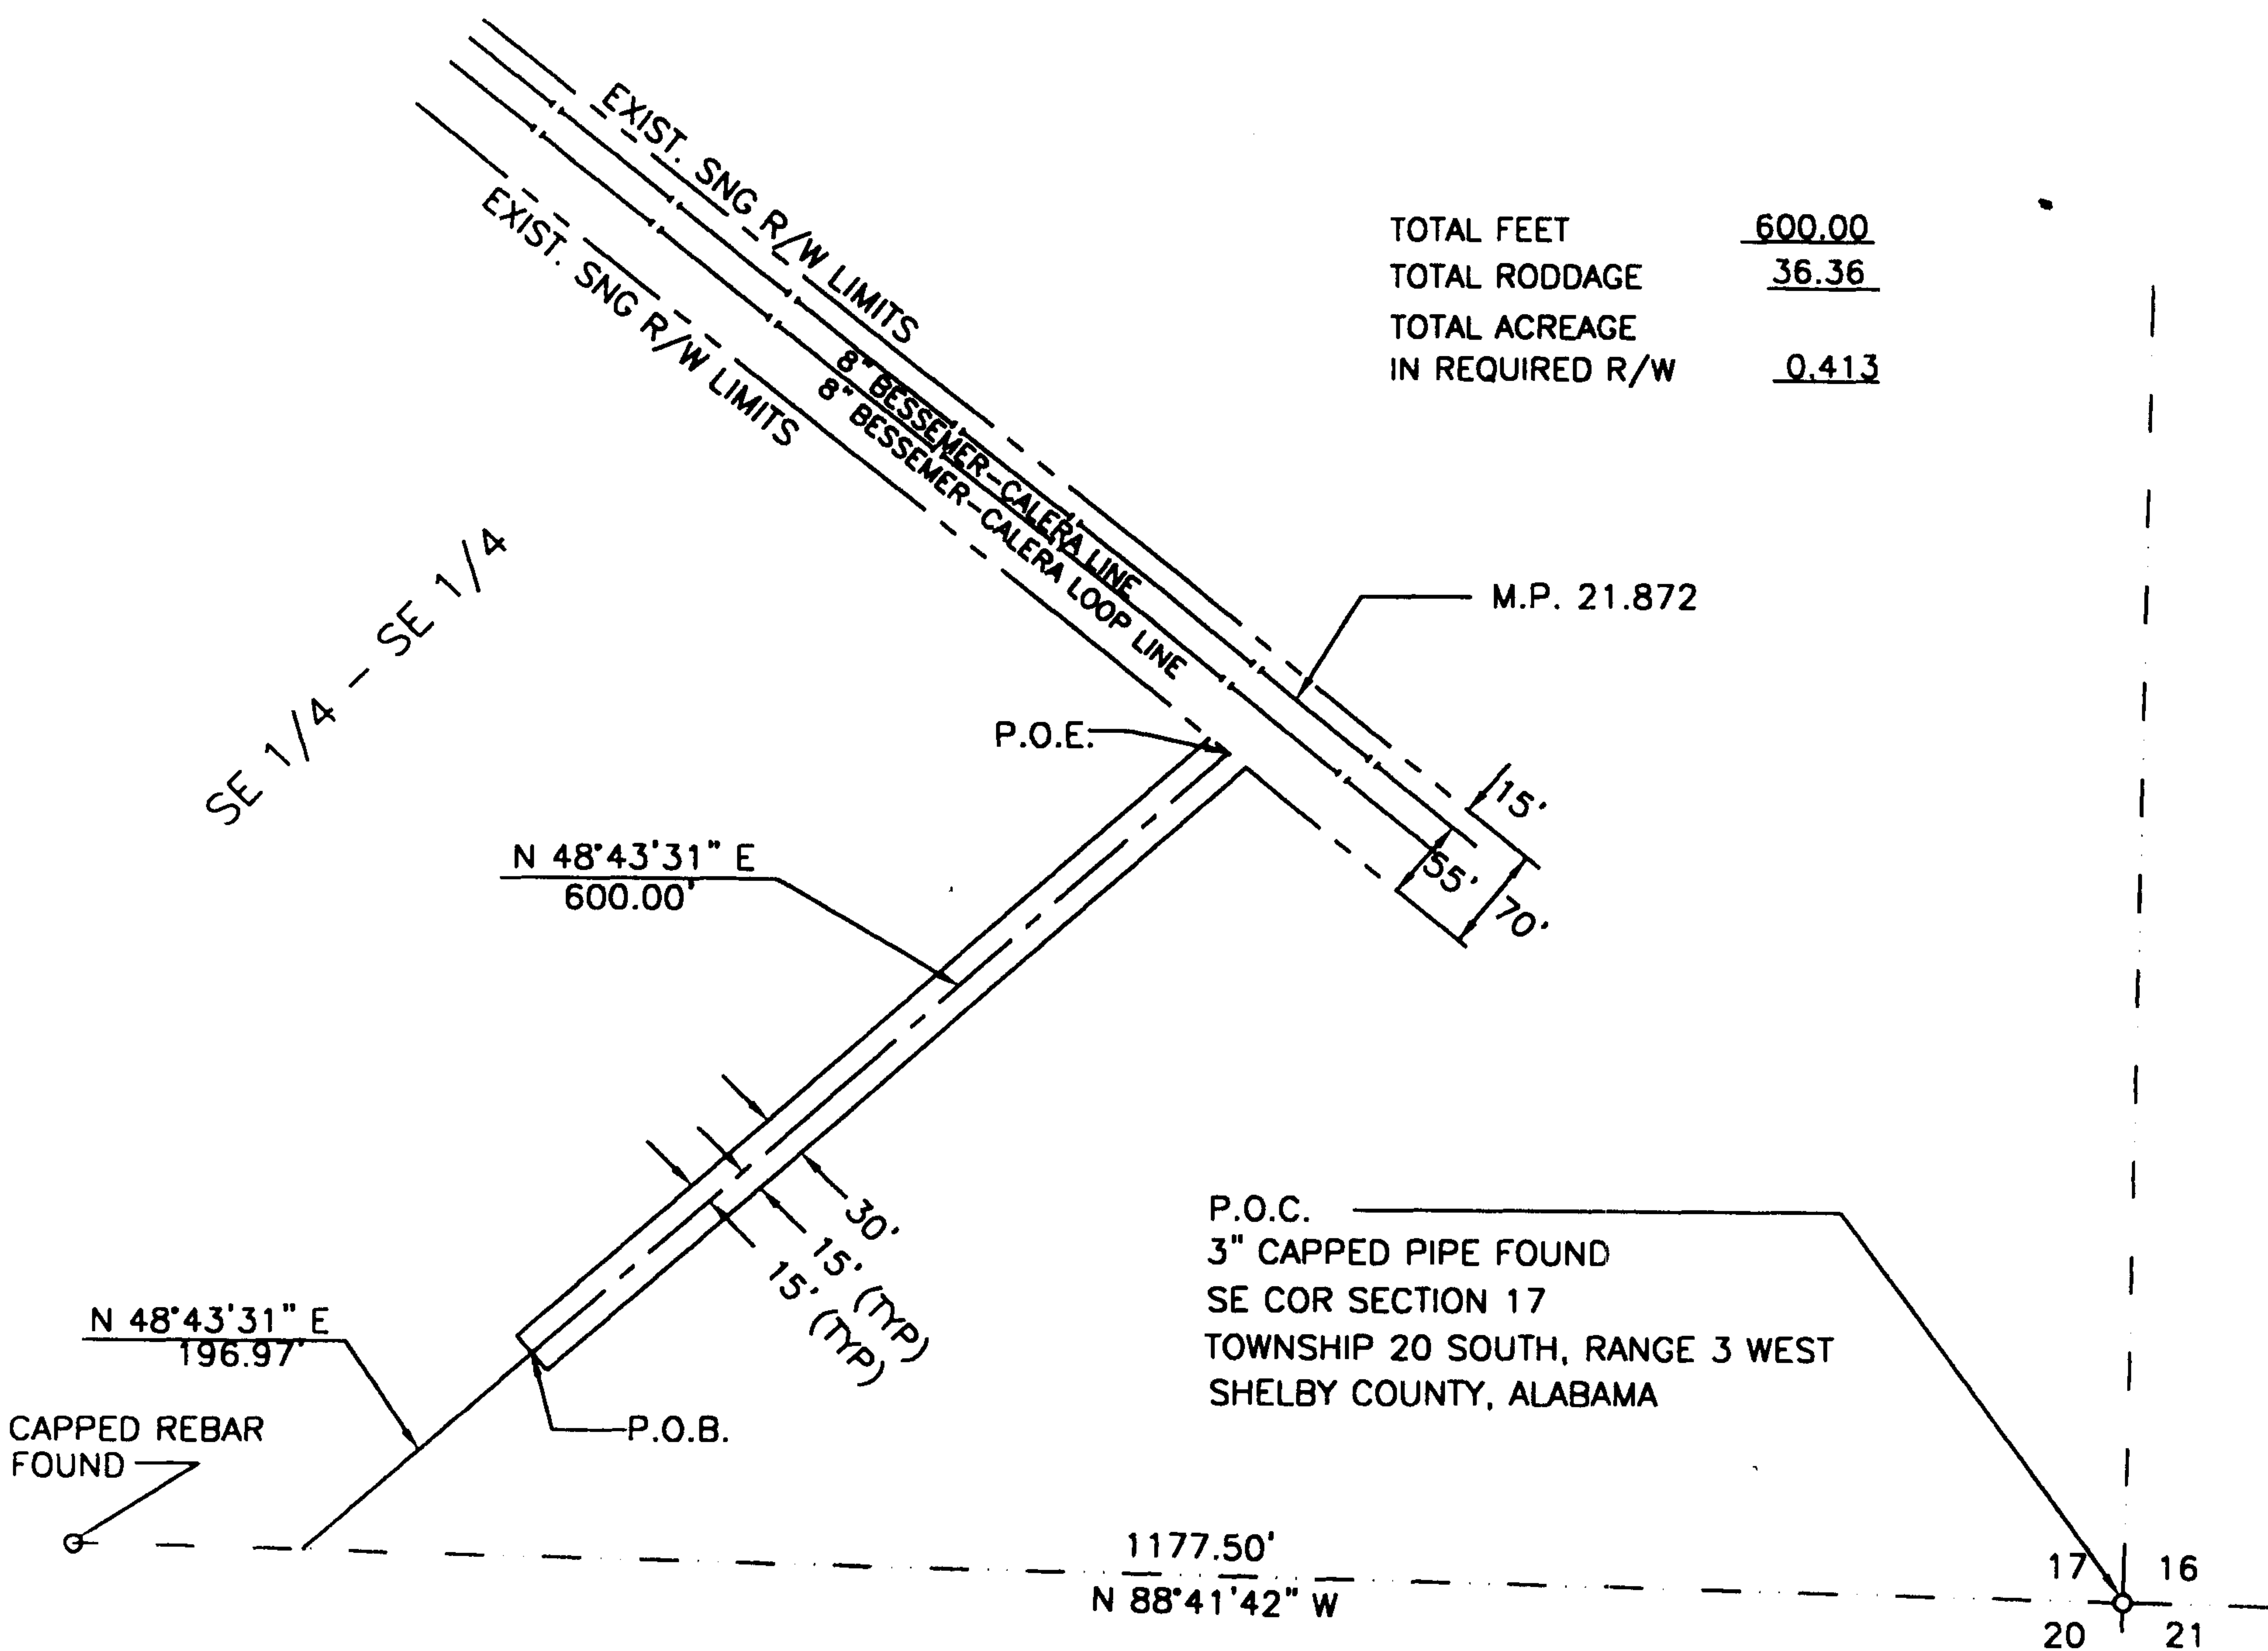 EXIST. SNG R/W LIMITS
EXIST. SNG R/W LIMITS
8" BESSEMER-CALERA LINE
8" BESSEMER-CALERA LOOP LINE
TOTAL FEET 600.00
TOTAL RODDAGE 36.36
TOTAL ACREAGE
IN REQUIRED R/W 0.413
SE 1/4 - SE 1/4
M.P. 21.872
P.O.E.
15'
55'
70'
N 48°43'31" E
600.00'
30'
15' (TYP)
15' (TYP)
P.O.C.
3" CAPPED PIPE FOUND
SE COR SECTION 17
TOWNSHIP 20 SOUTH, RANGE 3 WEST
SHELBY COUNTY, ALABAMA
N 48°43'31" E
196.97'
P.O.B.
CAPPED REBAR
FOUND
1177.50'
N 88°41'42" W
17 16
20 21